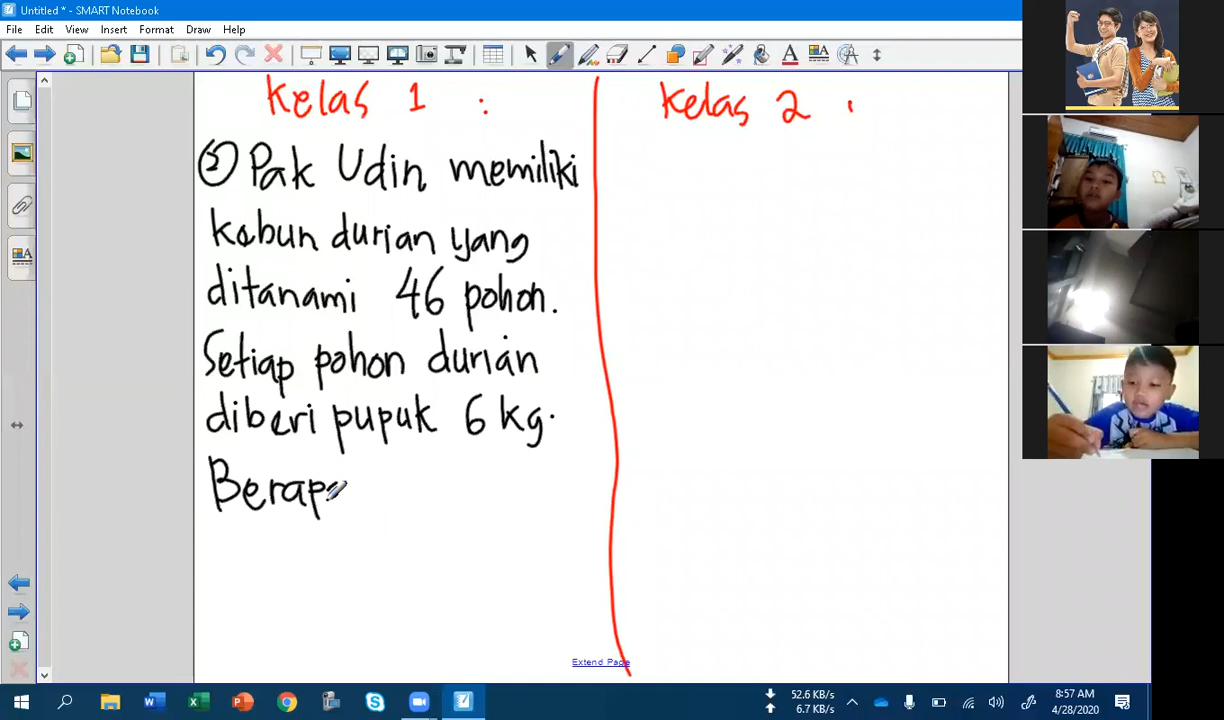 Untitled * - SMART Notebook
File Edit View Insert Format Draw Help
Kelas 1 :
② Pak Udin memiliki
kebun durian yang
ditanami 46 pohon.
Setiap pohon durian
diberi pupuk 6 kg.
Berap
Kelas 2
Extend Page
52.6 KB/s
6.7 KB/s
8:57 AM
4/28/2020